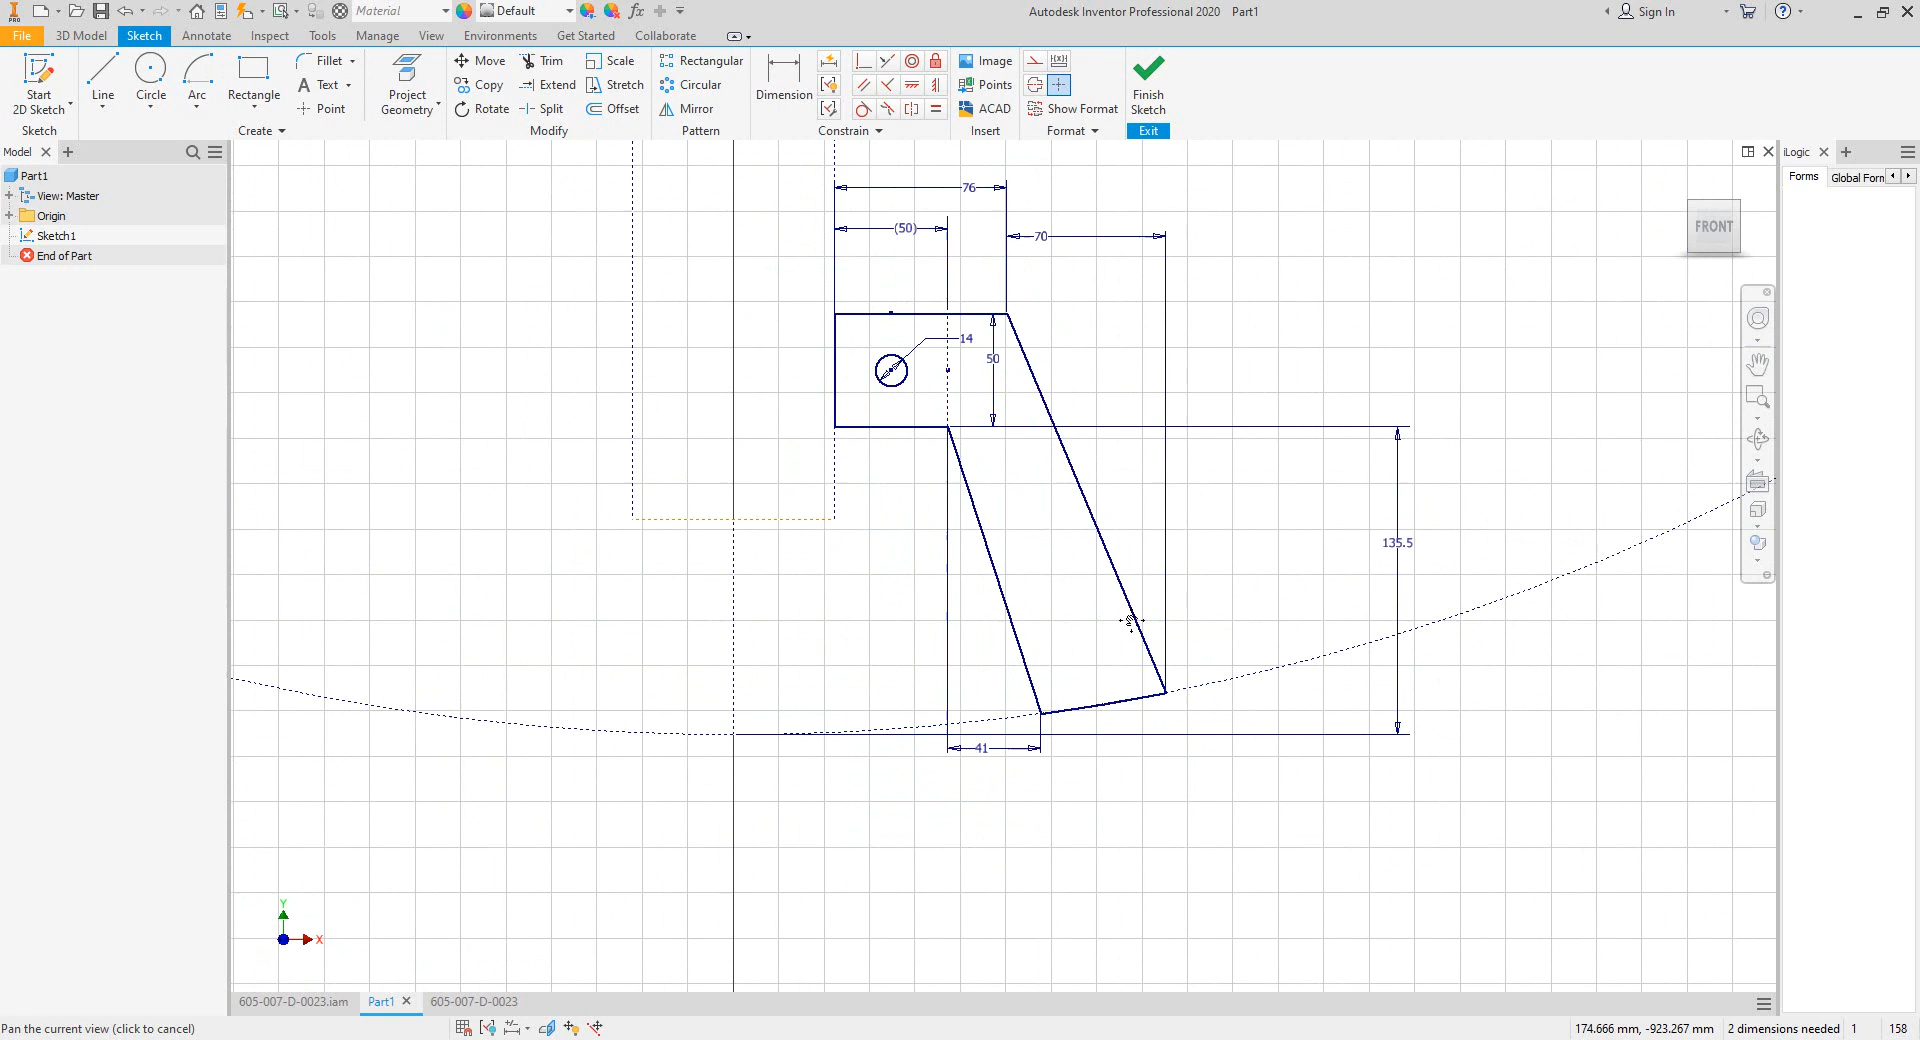 PRO
Material
Default
fx
Autodesk Inventor Professional 2020 Part1
Sign In
?
File 3D Model Sketch Annotate Inspect Tools Manage View Environments Get Started Collaborate
Start
2D Sketch
Sketch
Line
Circle
Arc
Rectangle
Fillet
A Text
Point
Create
Project
Geometry
Move Trim Scale
Copy Extend Stretch
Rotate Split Offset
Modify
Rectangular
Circular
Mirror
Pattern
Dimension
Constrain
Image
Points
ACAD
Insert
Show Format
Format
Finish
Sketch
Exit
Model
Part1
View: Master
Origin
Sketch1
End of Part
iLogic
Forms Global Forn
FRONT
76
(50)
70
14
50
135.5
41
Y
X
605-007-D-0023.iam Part1 605-007-D-0023
Pan the current view (click to cancel)
174.666 mm, -923.267 mm 2 dimensions needed 1 158